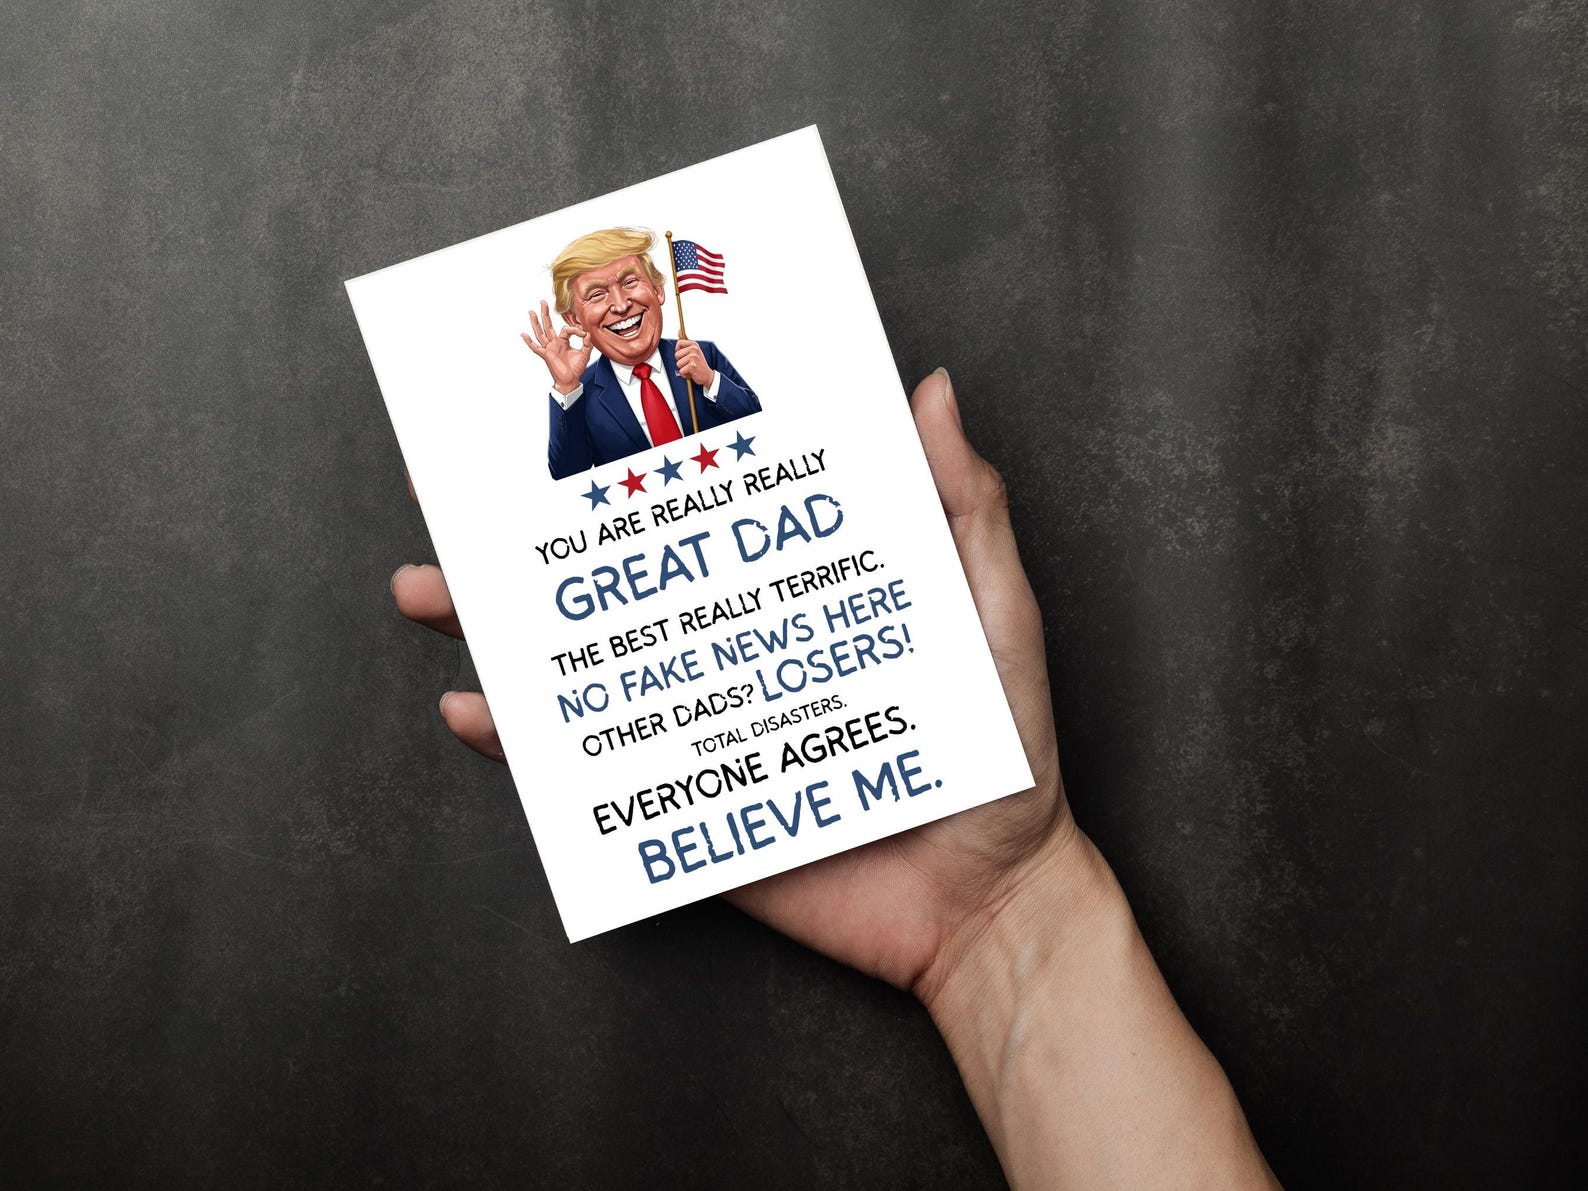 YOU ARE REALLY REALLY
GREAT DAD
THE BEST REALLY TERRIFIC.
NO FAKE NEWS HERE
OTHER DADS? LOSERS!
TOTAL DISASTERS.
EVERYONE AGREES.
BELIEVE ME.